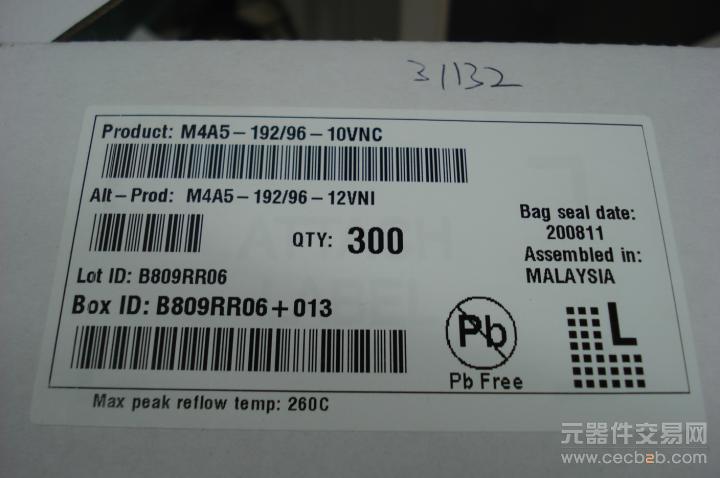 31132
Product: M4A5-192/96-10VNC
Alt-Prod: M4A5-192/96-12VNI
QTY: 300
Bag seal date:
200811
Assembled in:
MALAYSIA
Lot ID: B809RR06
Box ID: B809RR06+013
Pb
Pb Free
L
Max peak reflow temp: 260C
元器件交易网
www.cecb2b.com